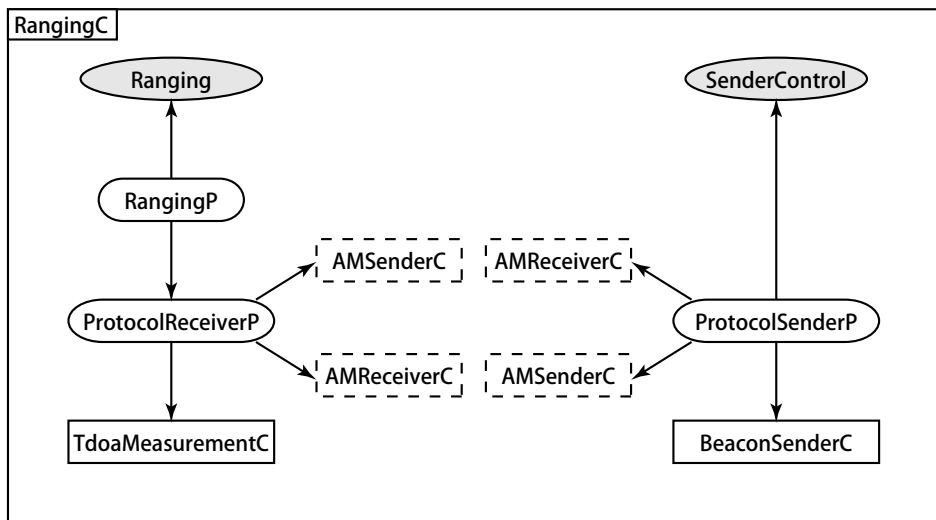 RangingC
Ranging
SenderControl
RangingP
AMSenderC
AMReceiverC
ProtocolReceiverP
ProtocolSenderP
AMReceiverC
AMSenderC
TdoaMeasurementC
BeaconSenderC